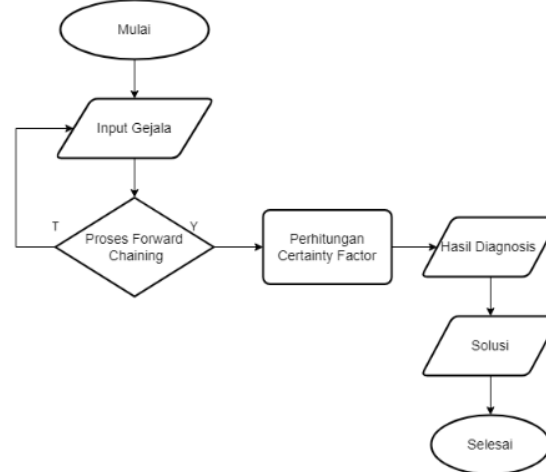 Mulai
Input Gejala
T
Y
Proses Forward
Chaining
Perhitungan
Certainty Factor
Hasil Diagnosis
Solusi
Selesai